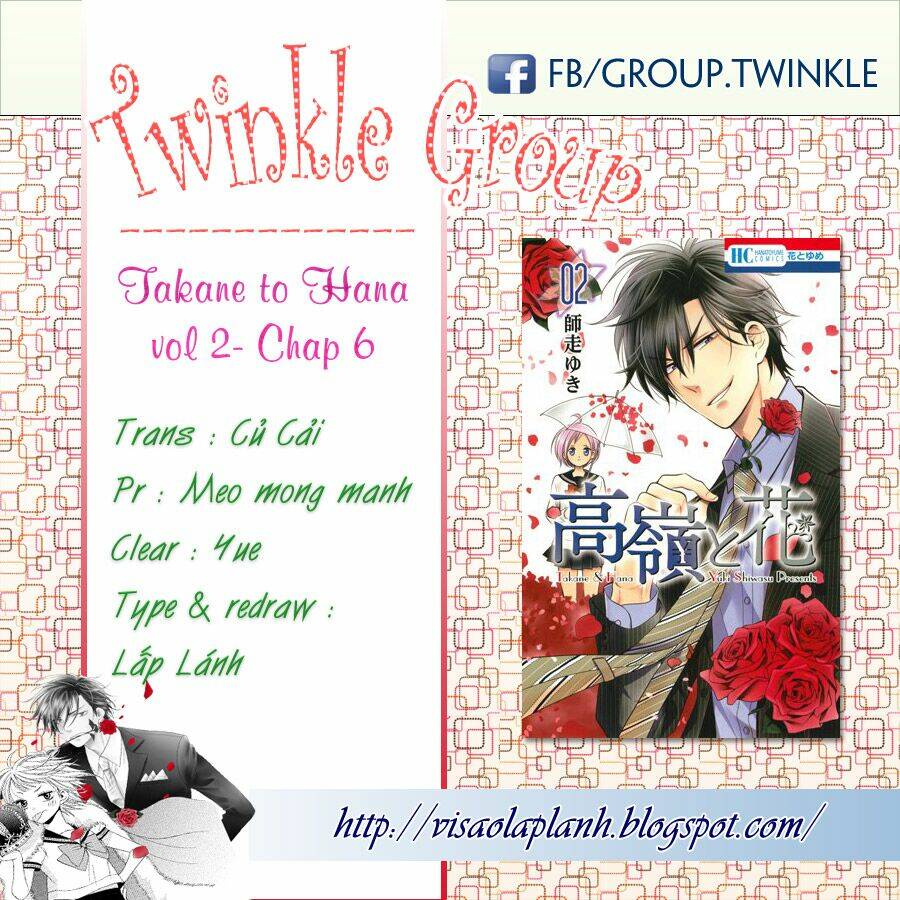 FB/GROUP.TWINKLE
Twinkle Group
Takane to Hana
vol 2- Chap 6
Trans : Củ Cải
Pr : Meo mong manh
Clear : Yue
Type & redraw :
Lấp Lánh
HC
HANATOYUME
COMICS
花とゆめ
02
師走ゆき
高嶺と花
Takane & Hana
Yuki Shiwasu Presents
http://visaolaplanh.blogspot.com/